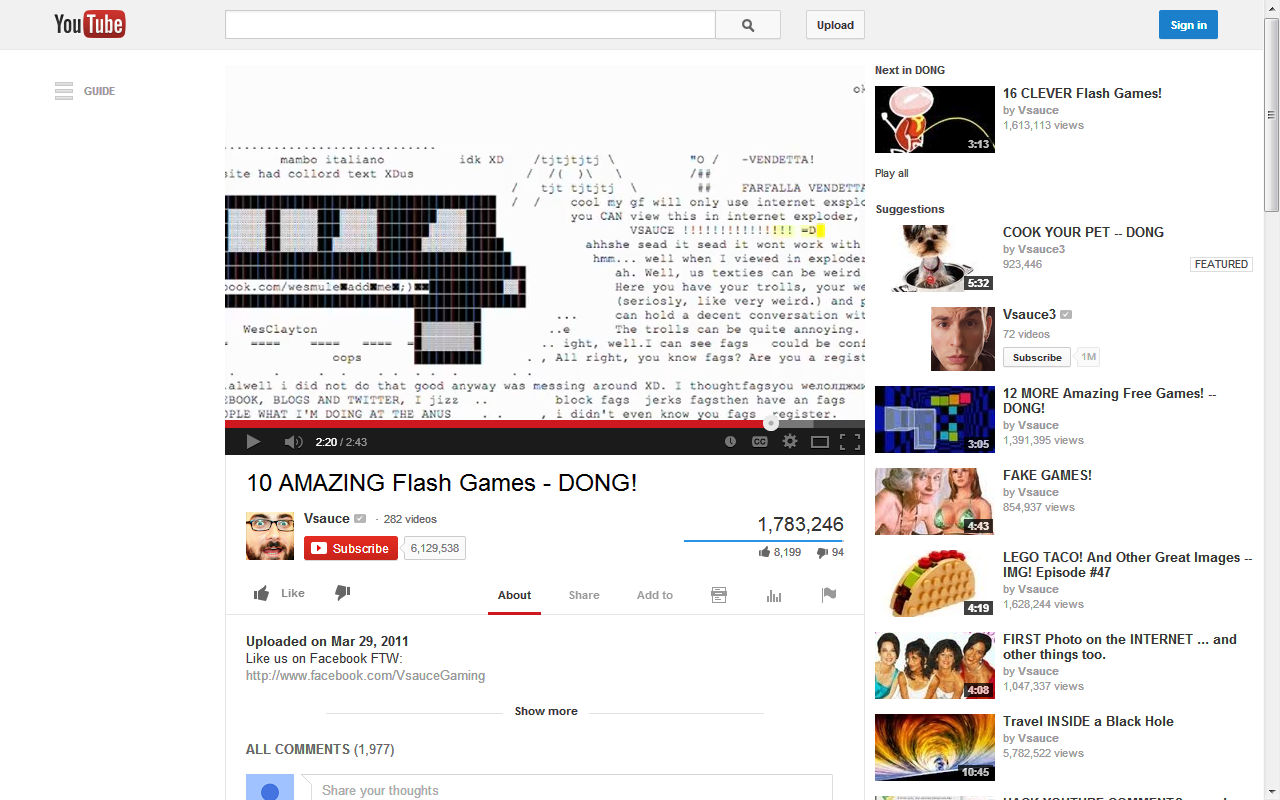 YouTube
Upload
Sign in
GUIDE
ok
mambo italiano idk XD /tjtjtjtj \ "O / -VENDETTA!
site had collord text XDus / /( )\ \ /##
/ tjt tjtjtj \ ## FARFALLA VENDETTA
/ / cool my gf will only use internet exsplo
you CAN view this in internet exploder,
VSAUCE !!!!!!!!!!!!!!!! =D
ahhshe sead it sead it wont work with
hmm... well when I viewed in exploder
ah. Well, us texties can be weird
book.com/wesmule add me ;) Here you have your trolls, your we
(seriosly, like very weird.) and p
... can hold a decent conversation wit
WesClayton ..e The trolls can be quite annoying.
==== ==== ==== = .. ight, well.I can see fags could be conf
oops . , All right, you know fags? Are you a regist
.alwell i did not do that good anyway was messing around XD. I thoughtfagsyou велолджми
EBOOK, BLOGS AND TWITTER, I jizz .. block fags jerks fagsthen have an fags
OPLE WHAT I'M DOING AT THE ANUS . . , i didn't even know you fags register.
2:20 / 2:43
CC
10 AMAZING Flash Games - DONG!
Vsauce · 282 videos
Subscribe 6,129,538
1,783,246
8,199 94
Like
About Share Add to
Uploaded on Mar 29, 2011
Like us on Facebook FTW:
http://www.facebook.com/VsauceGaming
Show more
ALL COMMENTS (1,977)
Share your thoughts
Next in DONG
16 CLEVER Flash Games!
by Vsauce
1,613,113 views
3:13
Play all
Suggestions
COOK YOUR PET -- DONG
by Vsauce3
923,446 FEATURED
5:32
Vsauce3
72 videos
Subscribe 1M
12 MORE Amazing Free Games! --
DONG!
by Vsauce
1,391,395 views
3:05
FAKE GAMES!
by Vsauce
854,937 views
4:43
LEGO TACO! And Other Great Images --
IMG! Episode #47
by Vsauce
1,628,244 views
4:19
FIRST Photo on the INTERNET ... and
other things too.
by Vsauce
1,047,337 views
4:08
Travel INSIDE a Black Hole
by Vsauce
5,782,522 views
10:45